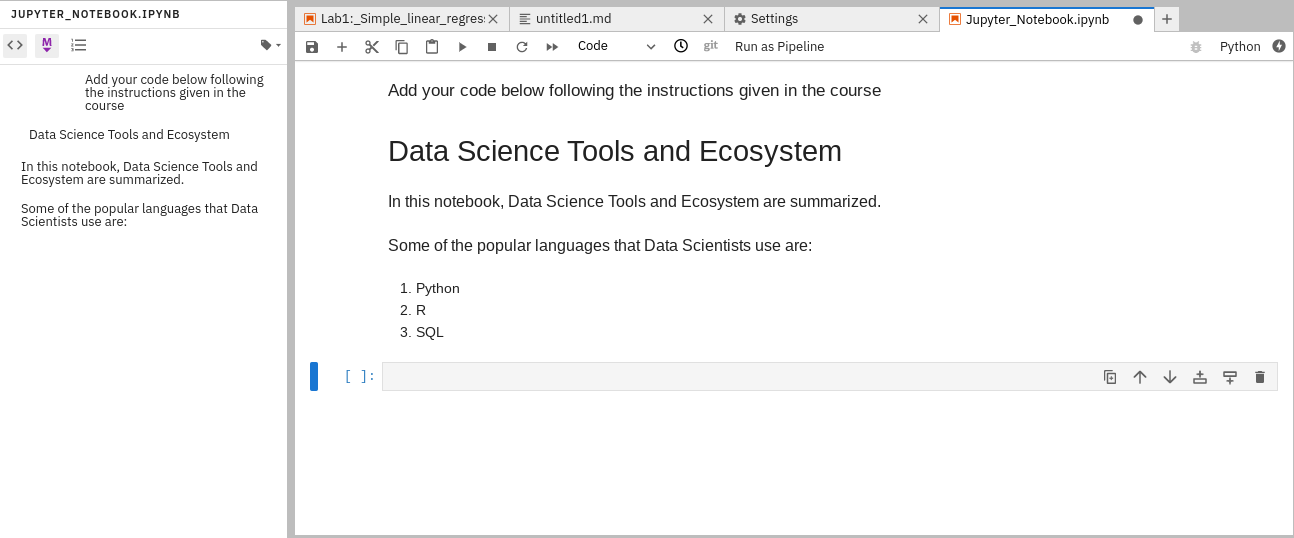 JUPYTER_NOTEBOOK.IPYNB
M
Add your code below following
the instructions given in the
course
Data Science Tools and Ecosystem
In this notebook, Data Science Tools and
Ecosystem are summarized.
Some of the popular languages that Data
Scientists use are:
Lab1:_Simple_linear_regres
untitled1.md
Settings
Jupyter_Notebook.ipynb
Code
git
Run as Pipeline
Python
Add your code below following the instructions given in the course
Data Science Tools and Ecosystem
In this notebook, Data Science Tools and Ecosystem are summarized.
Some of the popular languages that Data Scientists use are:
1. Python
2. R
3. SQL
[ ]: